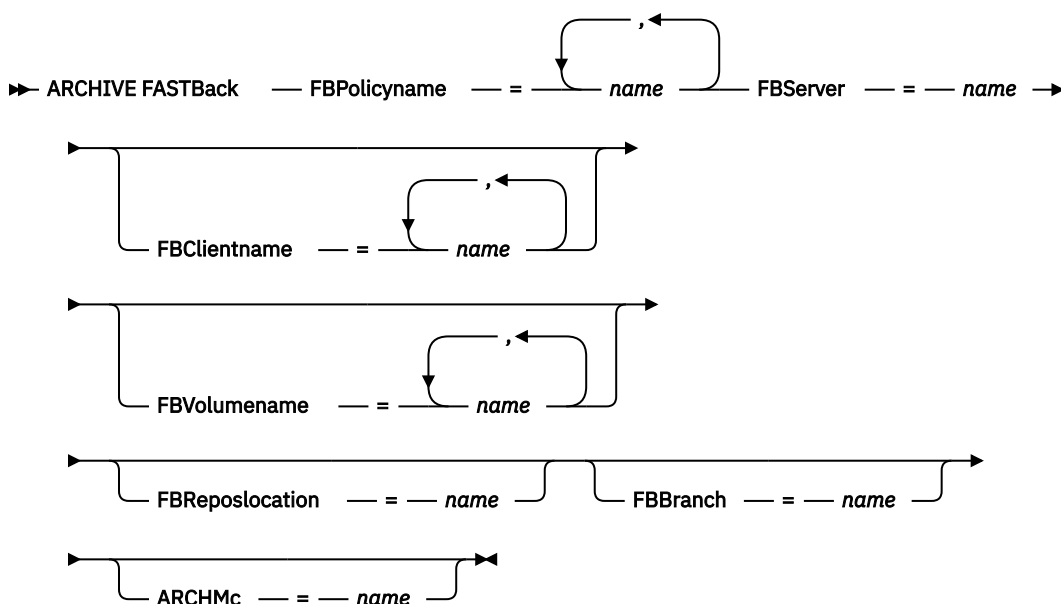 ,
ARCHIVE FASTBack FBPolicyname = name FBServer = name
,
FBClientname = name
,
FBVolumename = name
FBReposlocation = name FBBranch = name
ARCHMc = name